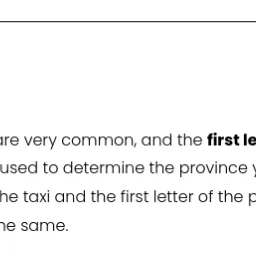 are very common, and the first le
used to determine the province y
he taxi and the first letter of the p
he same.